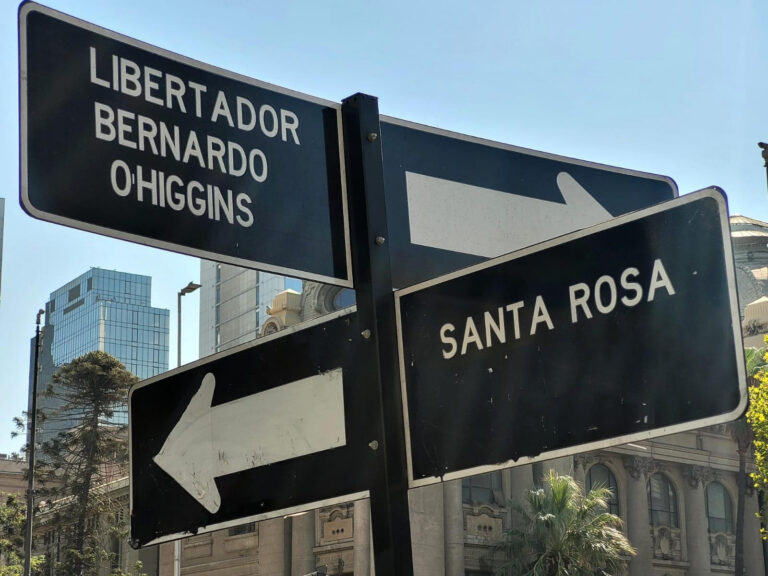 LIBERTADOR
BERNARDO
O'HIGGINS
SANTA ROSA